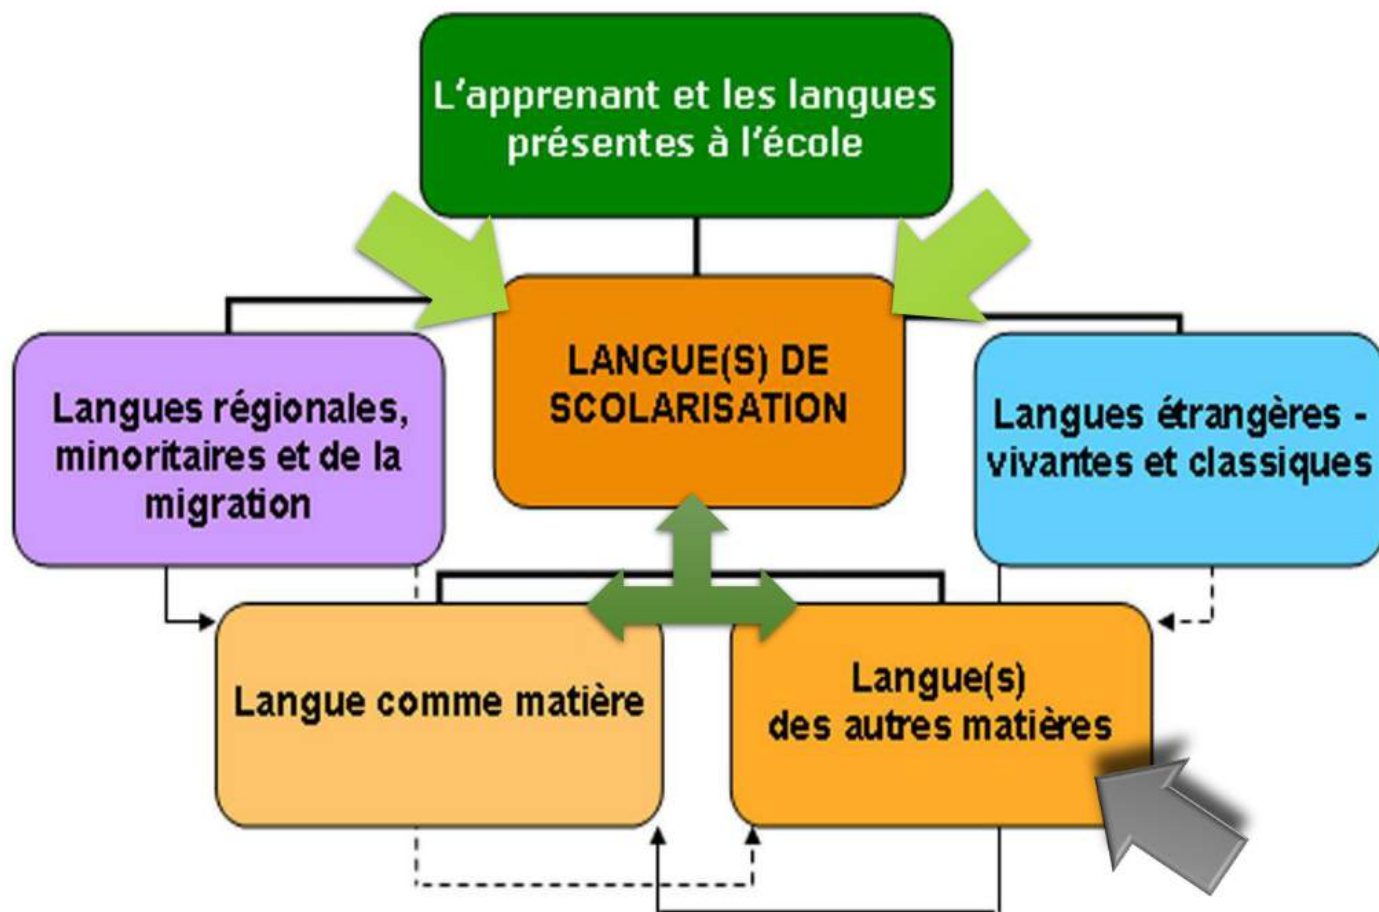 L'apprenant et les langues
présentes à l'école
LANGUE(S) DE
SCOLARISATION
Langues régionales,
minoritaires et de la
migration
Langues étrangères -
vivantes et classiques
Langue comme matière
Langue(s)
des autres matières